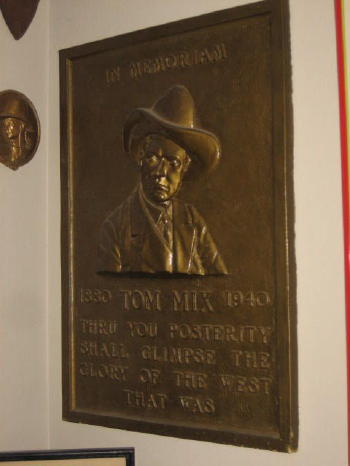 IN MEMORIAM
1880 TOM MIX 1940
THRU YOU POSTERITY
SHALL GLIMPSE THE
GLORY OF THE WEST
THAT WAS